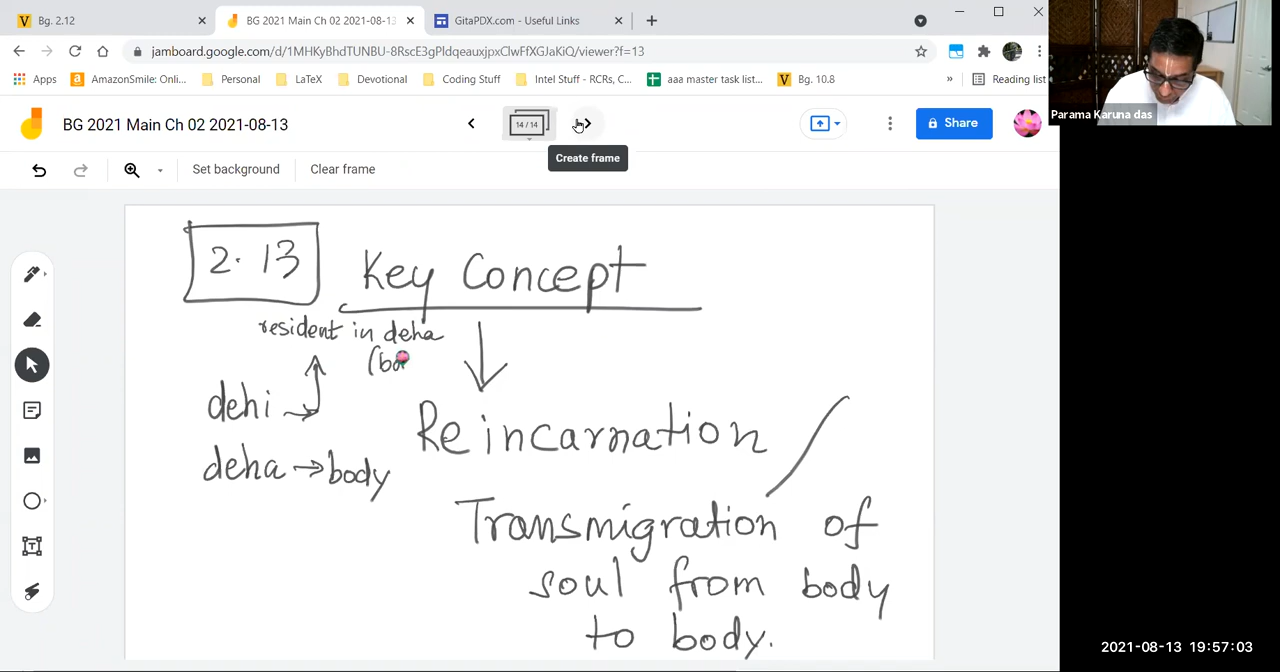 Bg. 2.12
BG 2021 Main Ch 02 2021-08-13
GitaPDX.com - Useful Links
jamboard.google.com/d/1MHKyBhdTUNBU-8RscE3gPldqeauxjpxClwFfXGJaKiQ/viewer?f=13
Apps AmazonSmile: Onli... Personal LaTeX Devotional Coding Stuff Intel Stuff - RCRs, C... aaa master task list... Bg. 10.8 » Reading list
Parama Karuna das
BG 2021 Main Ch 02 2021-08-13
14 / 14
Share
Create frame
Set background
Clear frame
2.13 Key Concept
resident in deha
(bo
dehi →
Reincarnation
deha → body
Transmigration of
soul from body
to body.
2021-08-13 19:57:03